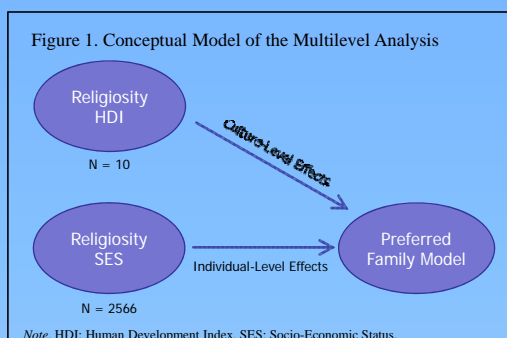 Figure 1. Conceptual Model of the Multilevel Analysis
Religiosity
HDI
N = 10
Culture-Level Effects
Religiosity
SES
N = 2566
Individual-Level Effects
Preferred
Family Model
Note. HDI: Human Development Index, SES: Socio-Economic Status.